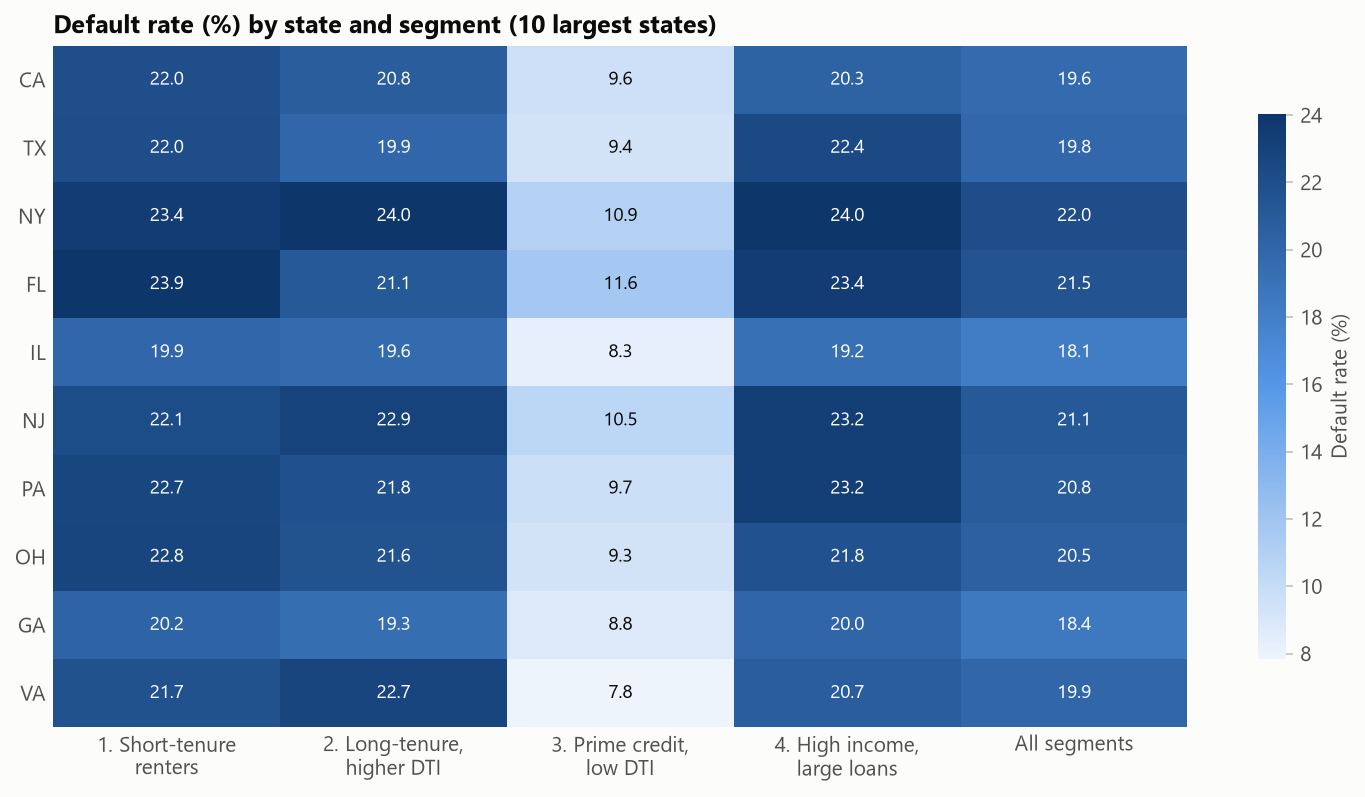 Default rate (%) by state and segment (10 largest states)
CA 22.0 20.8 9.6 20.3 19.6
TX 22.0 19.9 9.4 22.4 19.8
NY 23.4 24.0 10.9 24.0 22.0
FL 23.9 21.1 11.6 23.4 21.5
IL 19.9 19.6 8.3 19.2 18.1
NJ 22.1 22.9 10.5 23.2 21.1
PA 22.7 21.8 9.7 23.2 20.8
OH 22.8 21.6 9.3 21.8 20.5
GA 20.2 19.3 8.8 20.0 18.4
VA 21.7 22.7 7.8 20.7 19.9
1. Short-tenure
renters
2. Long-tenure,
higher DTI
3. Prime credit,
low DTI
4. High income,
large loans
All segments
24
22
20
18
16
14
12
10
8
Default rate (%)